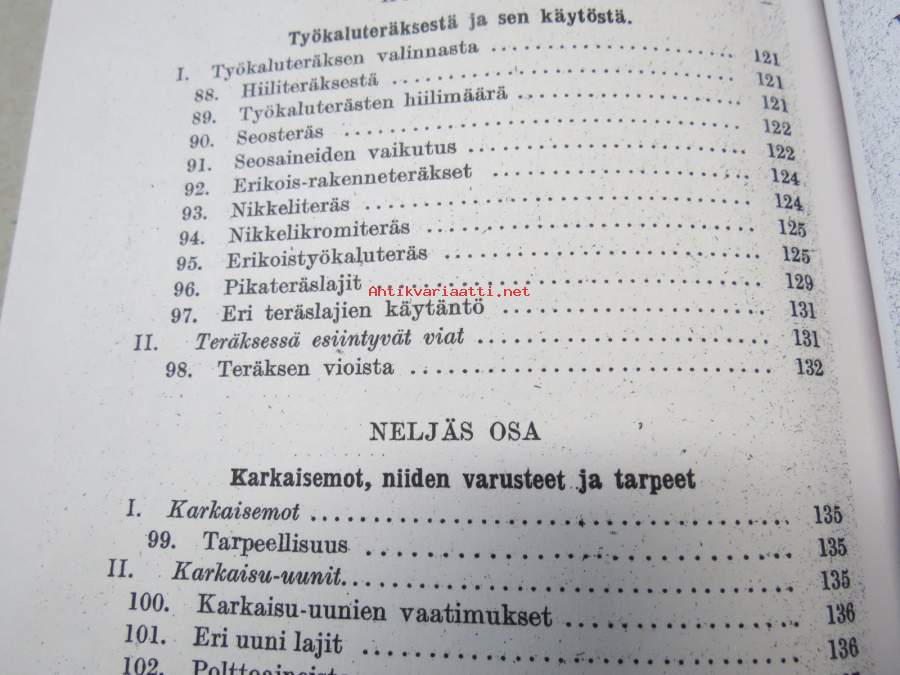 Työkaluteräksestä ja sen käytöstä.
I. Työkaluteräksen valinnasta ........ 121
88. Hiiliteräksestä ........ 121
89. Työkaluterästen hiilimäärä ........ 121
90. Seosteräs ........ 122
91. Seosaineiden vaikutus ........ 122
92. Erikois-rakenneteräkset ........ 124
93. Nikkeliteräs ........ 124
94. Nikkelikromiteräs ........ 125
95. Erikoistyökaluteräs ........ 125
96. Pikateräslajit ........ 129
Antikvariaatti.net
97. Eri teräslajien käytäntö ........ 131
II. Teräksessä esiintyvät viat ........ 131
98. Teräksen vioista ........ 132
NELJÄS OSA
Karkaisemot, niiden varusteet ja tarpeet
I. Karkaisemot ........ 135
99. Tarpeellisuus ........ 135
II. Karkaisu-uunit ........ 135
100. Karkaisu-uunien vaatimukset ........ 136
101. Eri uuni lajit ........ 136
102. Polttoaineista